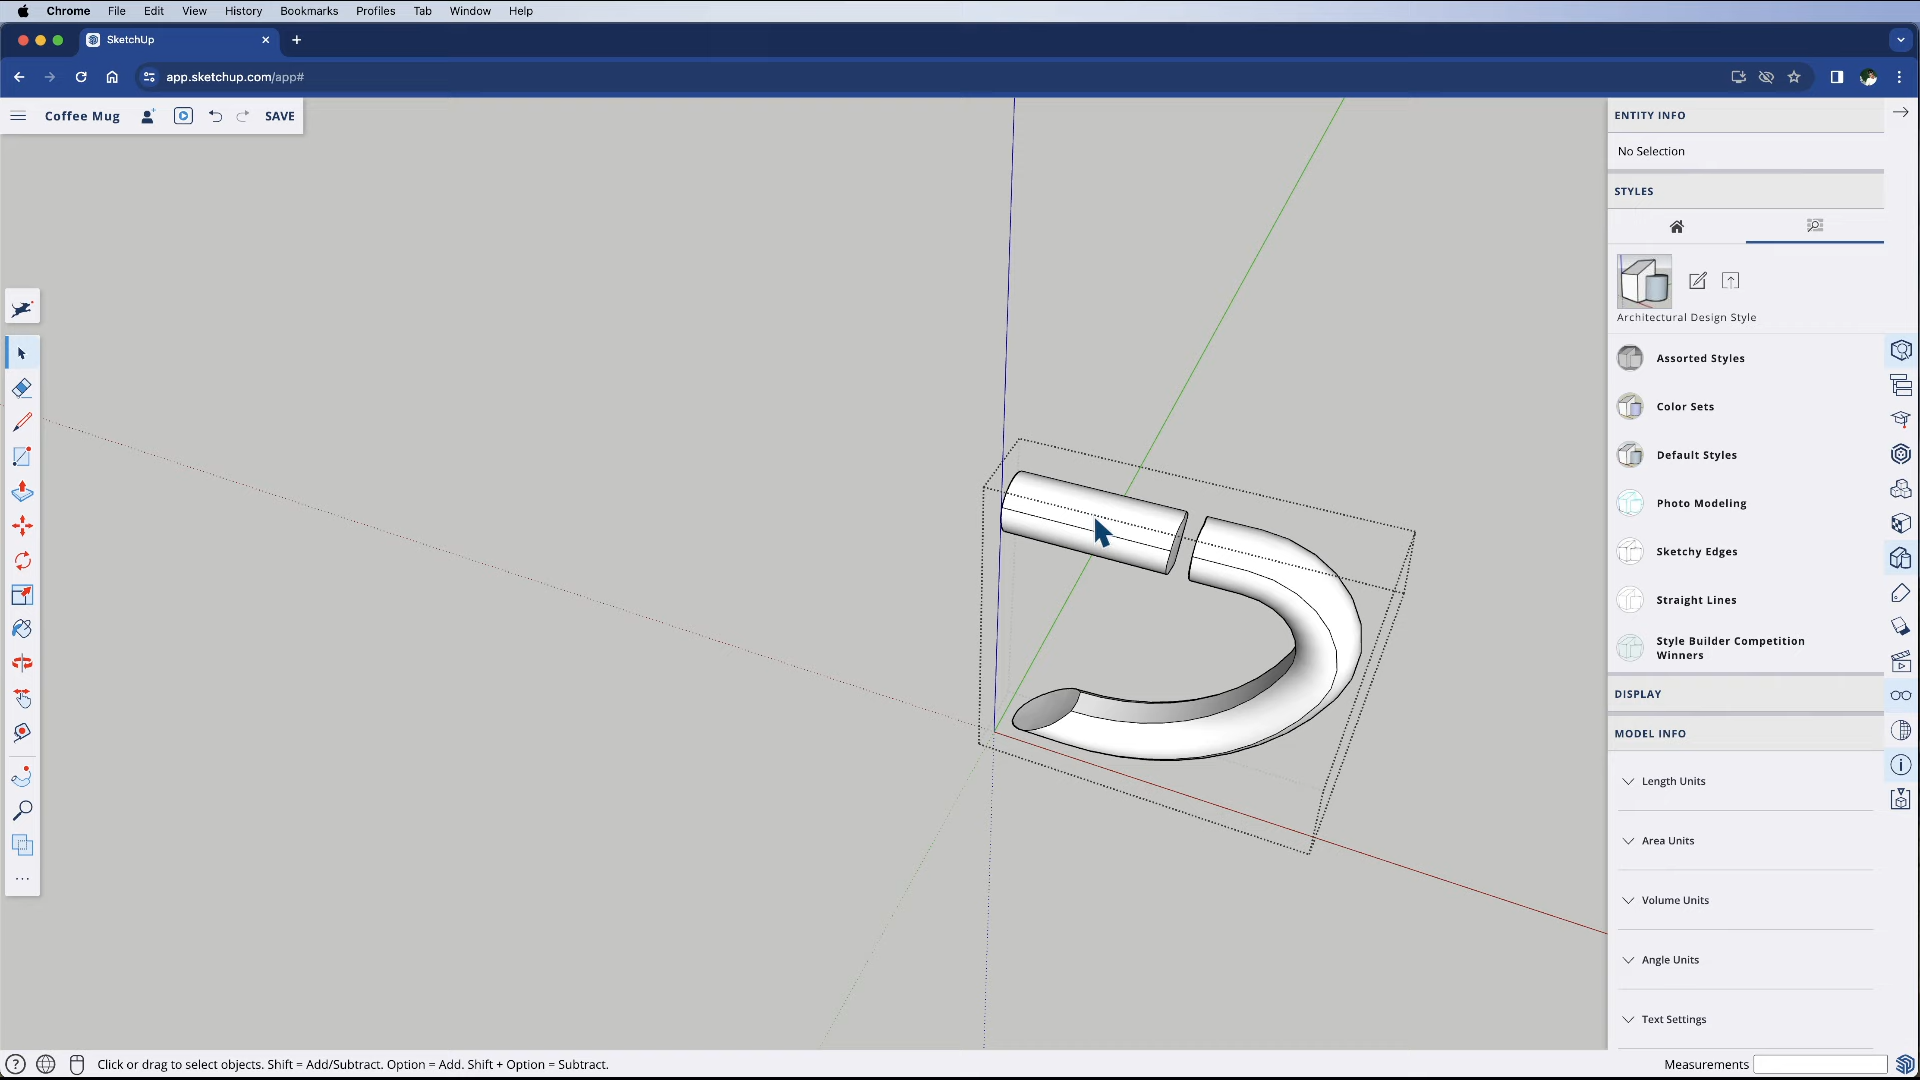 Chrome File Edit View History Bookmarks Profiles Tab Window Help
SketchUp
app.sketchup.com/app#
Coffee Mug SAVE
ENTITY INFO
No Selection
STYLES
Architectural Design Style
Assorted Styles
Color Sets
Default Styles
Photo Modeling
Sketchy Edges
Straight Lines
Style Builder Competition
Winners
DISPLAY
MODEL INFO
Length Units
Area Units
Volume Units
Angle Units
Text Settings
Click or drag to select objects. Shift = Add/Subtract. Option = Add. Shift + Option = Subtract.
Measurements